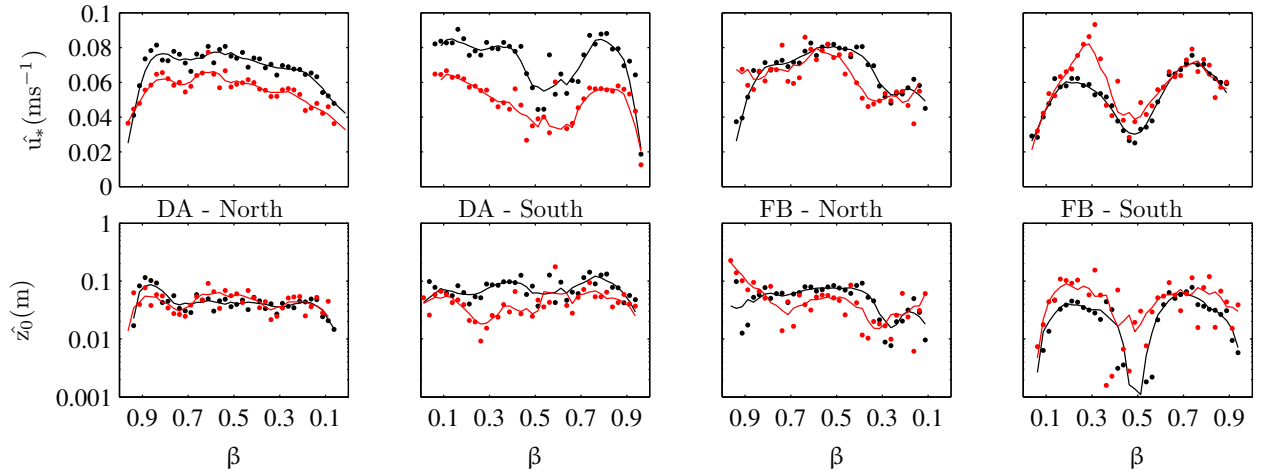 0.1
0.08
0.06
0.04
0.02
0
û* (ms−1)
DA - North DA - South FB - North FB - South
1
0.1
0.01
0.001
ẑ0(m)
0.9 0.7 0.5 0.3 0.1 0.1 0.3 0.5 0.7 0.9 0.9 0.7 0.5 0.3 0.1 0.1 0.3 0.5 0.7 0.9
β β β β